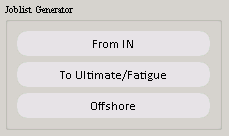 Joblist Generator
From IN
To Ultimate/Fatigue
Offshore